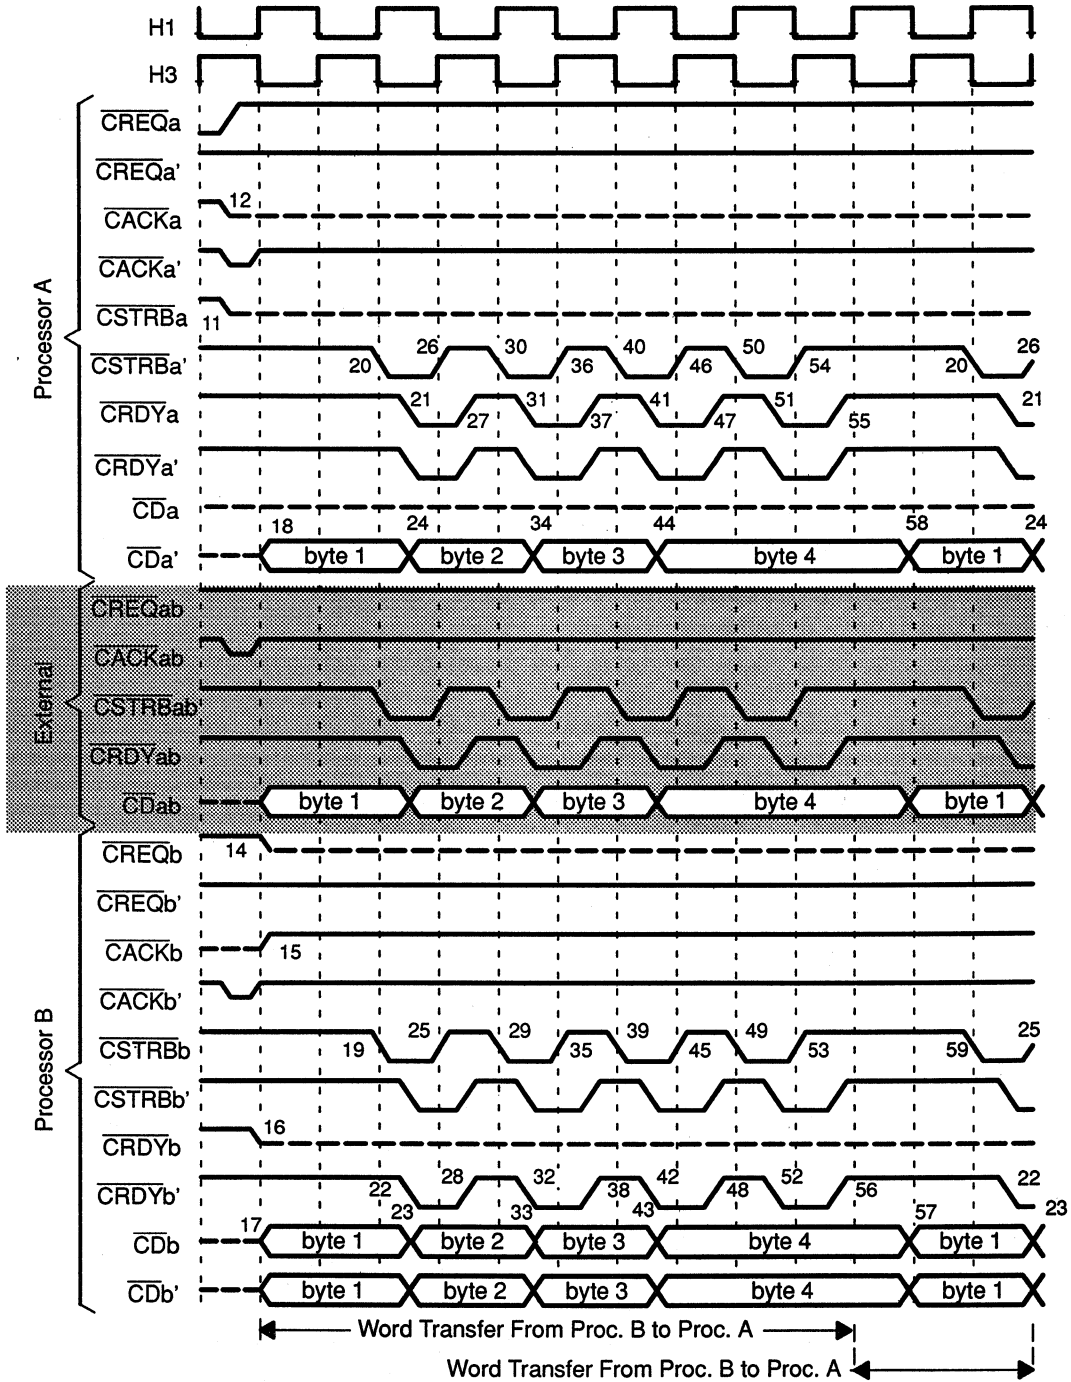 H1
H3
Processor A
CREQa
CREQa'
12
CACKa
CACKa'
CSTRBa
11
26 30 40 50 26
CSTRBa' 20 36 46 54 20
CRDYa 21 31 41 51 21
27 37 47 55
CRDYa'
CDa
18 24 34 44 58 24
CDa' byte 1 byte 2 byte 3 byte 4 byte 1
External
CREQab
CACKab
CSTRBab'
CRDYab
CDab byte 1 byte 2 byte 3 byte 4 byte 1
Processor B
CREQb 14
CREQb'
CACKb 15
CACKb'
25 29 39 49 25
CSTRBb 19 35 45 53 59
CSTRBb'
16
CRDYb
28 32 42 52 22
CRDYb' 22 38 48 56
23 33 43 57 23
17
CDb byte 1 byte 2 byte 3 byte 4 byte 1
CDb' byte 1 byte 2 byte 3 byte 4 byte 1
Word Transfer From Proc. B to Proc. A
Word Transfer From Proc. B to Proc. A